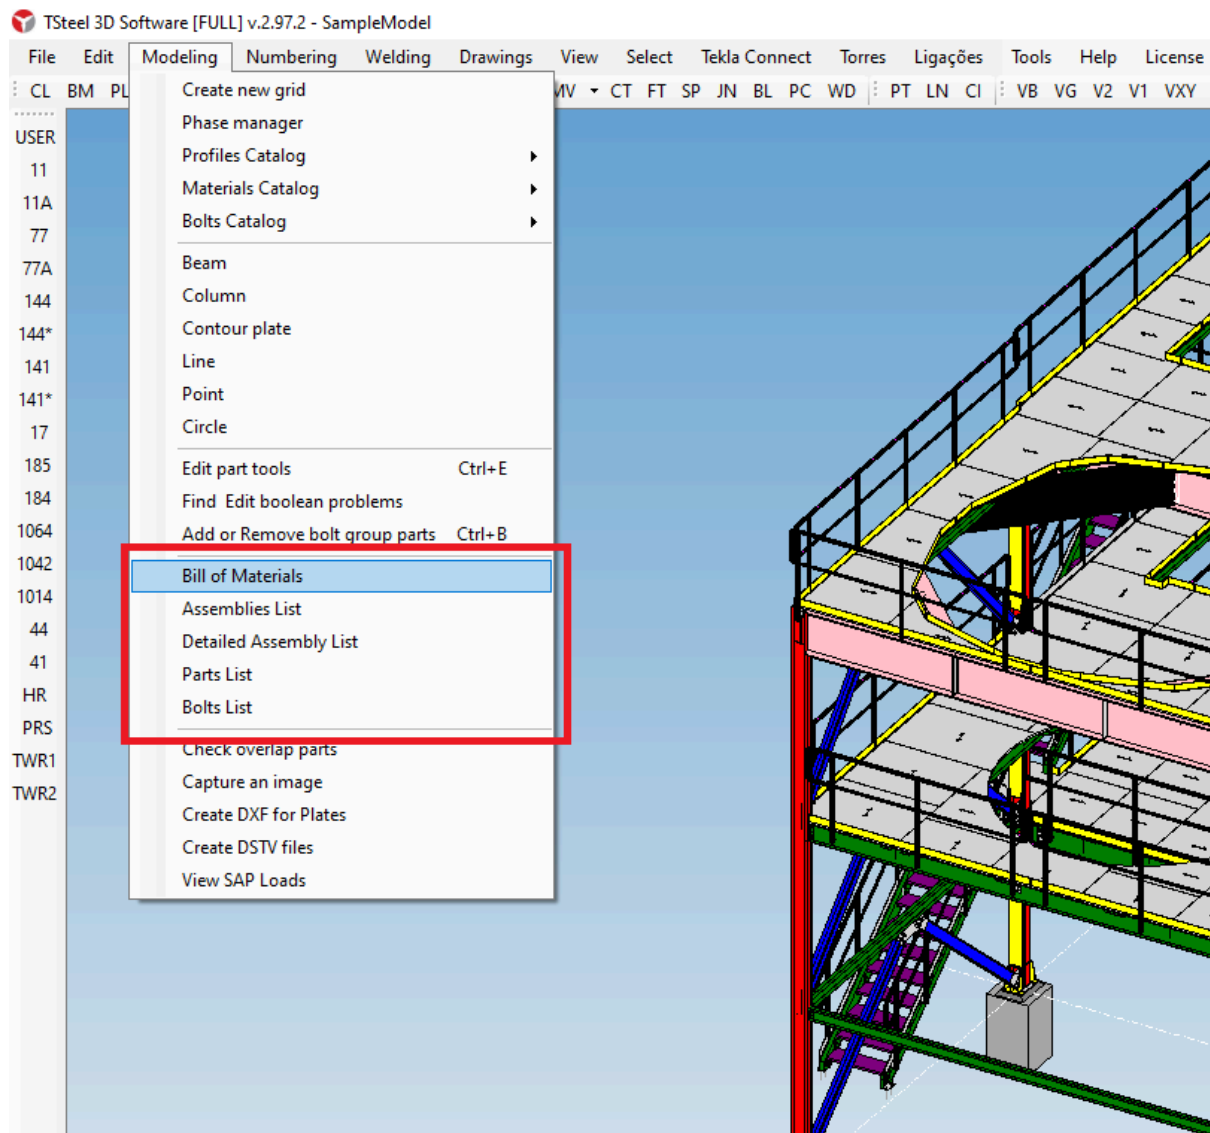 TSteel 3D Software [FULL] v.2.97.2 - SampleModel
File Edit Modeling Numbering Welding Drawings View Select Tekla Connect Torres Ligações Tools Help License
CL BM PL MV CT FT SP JN BL PC WD PT LN CI VB VG V2 V1 VXY
Create new grid
Phase manager
Profiles Catalog
Materials Catalog
Bolts Catalog
Beam
Column
Contour plate
Line
Point
Circle
Edit part tools Ctrl+E
Find Edit boolean problems
Add or Remove bolt group parts Ctrl+B
Bill of Materials
Assemblies List
Detailed Assembly List
Parts List
Bolts List
Check overlap parts
Capture an image
Create DXF for Plates
Create DSTV files
View SAP Loads
USER
11
11A
77
77A
144
144*
141
141*
17
185
184
1064
1042
1014
44
41
HR
PRS
TWR1
TWR2